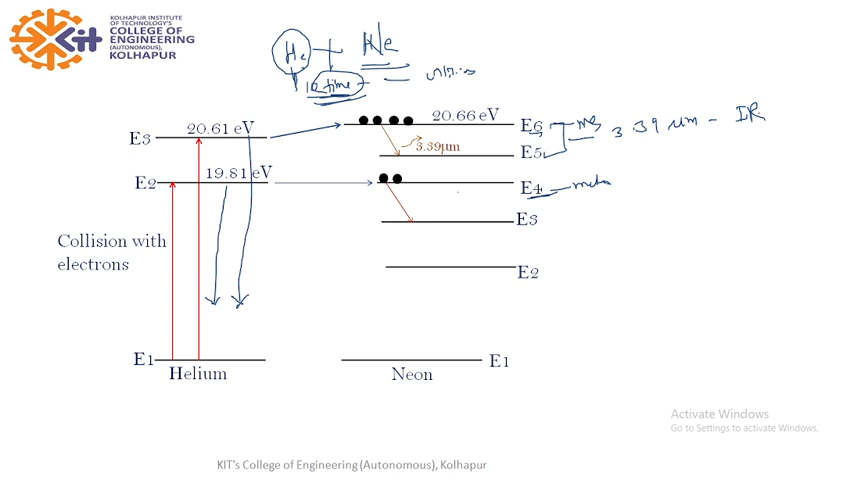 KOLHAPUR INSTITUTE
OF TECHNOLOGY'S
COLLEGE OF
ENGINEERING
(AUTONOMOUS),
KOLHAPUR
He + Ne
10 time
20.61 eV
20.66 eV
E3
E6
3.39 µm - IR
3.39µm
E5
19.81 eV
E2
E4 - meta
E3
Collision with
electrons
E2
E1
E1
Helium
Neon
Activate Windows
Go to Settings to activate Windows.
KIT's College of Engineering (Autonomous), Kolhapur